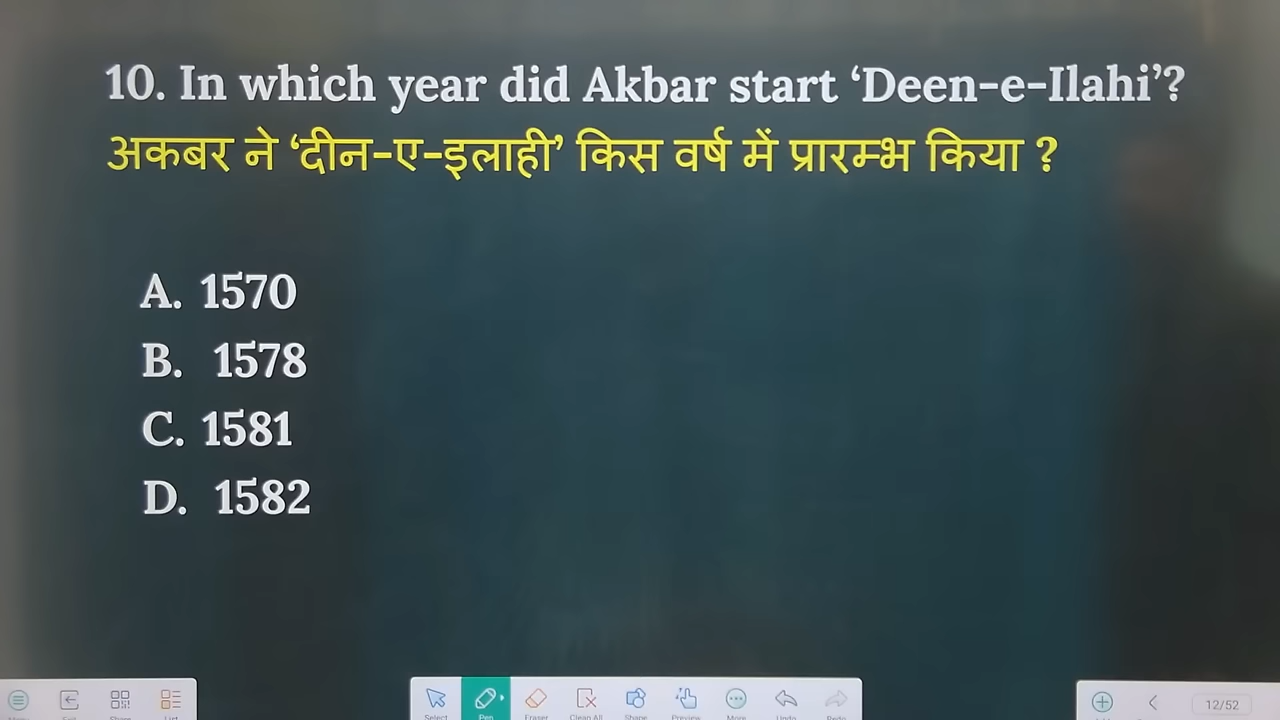 10. In which year did Akbar start ‘Deen-e-Ilahi’?
अकबर ने ‘दीन-ए-इलाही’ किस वर्ष में प्रारम्भ किया ?
A. 1570
B. 1578
C. 1581
D. 1582
Select Pen Eraser Clean All Shape Preview More Undo Redo
12/52